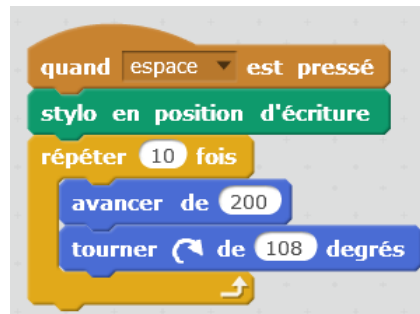 quand espace est pressé
stylo en position d'écriture
répéter 10 fois
avancer de 200
tourner de 108 degrés